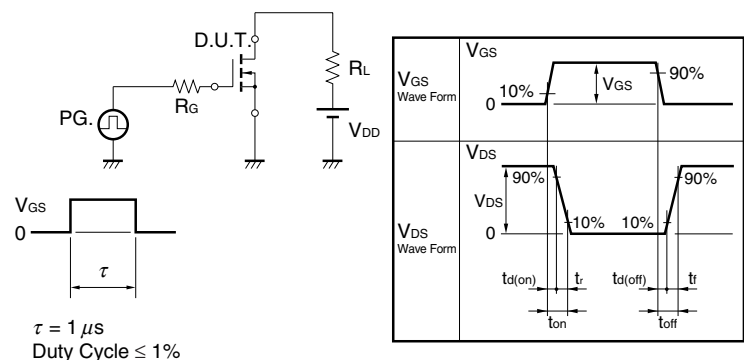 D.U.T.
RL
RG
PG.
VDD
VGS
0
τ
τ = 1 μs
Duty Cycle ≤ 1%
VGS
Wave Form
VGS
10%
0
VGS
90%
VDS
Wave Form
VDS
90%
VDS
0
10%
10%
90%
td(on)
tr
td(off)
tf
ton
toff